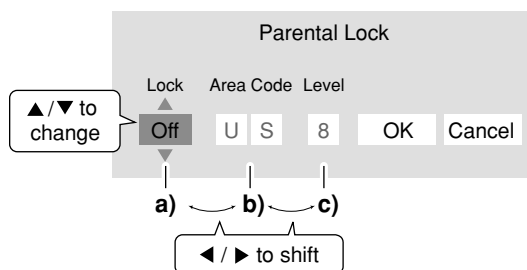 Parental Lock
Lock Area Code Level
▲/▼ to
change
Off U S 8 OK Cancel
a) b) c)
◀ / ▶ to shift